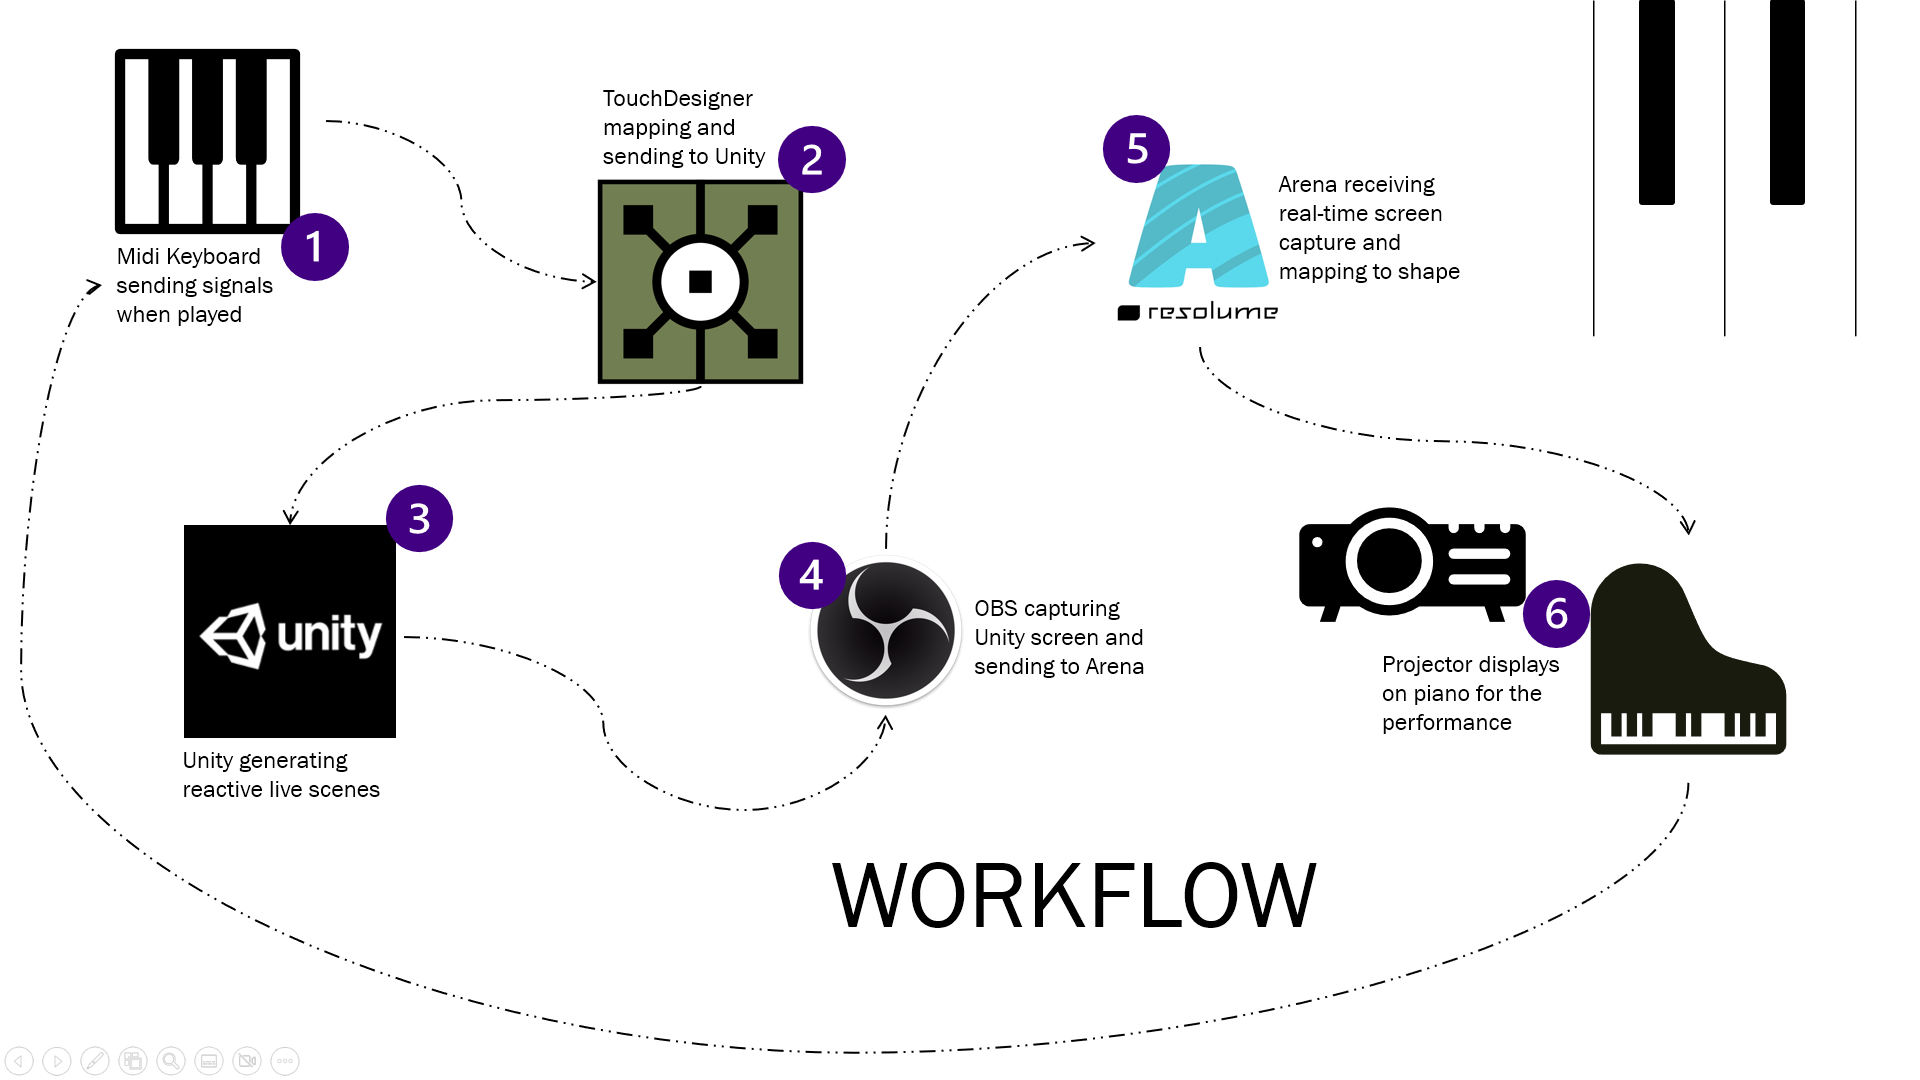 1
Midi Keyboard
sending signals
when played
TouchDesigner
mapping and
sending to Unity
2
3
unity
Unity generating
reactive live scenes
4
OBS capturing
Unity screen and
sending to Arena
5
A
resolume
Arena receiving
real-time screen
capture and
mapping to shape
6
Projector displays
on piano for the
performance
WORKFLOW